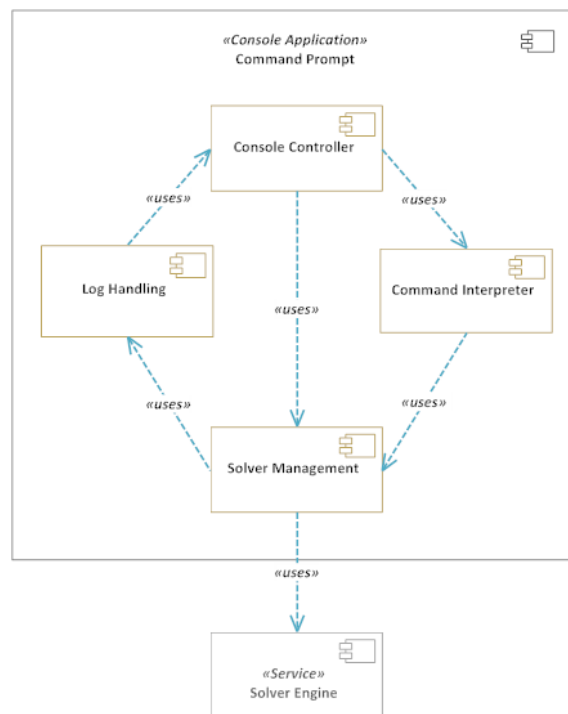 «Console Application»
Command Prompt
Console Controller
«uses»
«uses»
Log Handling
Command Interpreter
«uses»
«uses»
«uses»
Solver Management
«uses»
«Service»
Solver Engine